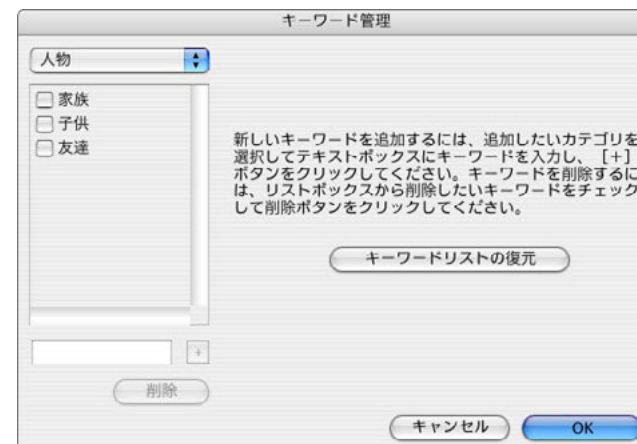 キーワード管理
人物
家族
子供
友達
新しいキーワードを追加するには、追加したいカテゴリを
選択してテキストボックスにキーワードを入力し、［+］
ボタンをクリックしてください。キーワードを削除するに
は、リストボックスから削除したいキーワードをチェック
して削除ボタンをクリックしてください。
キーワードリストの復元
+
削除
キャンセル
OK